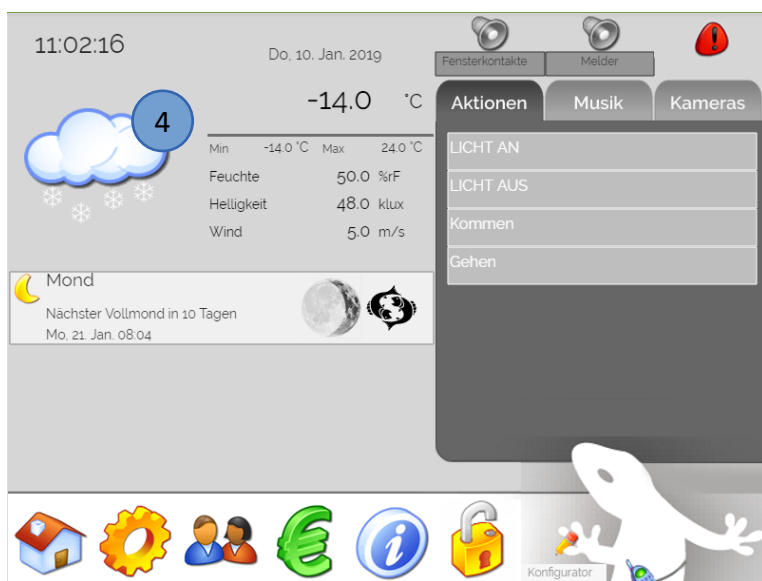 11:02:16
Do, 10. Jan. 2019
Fensterkontakte
Melder
-14.0 °C
4
Min -14.0 °C Max 24.0 °C
Feuchte 50.0 %rF
Helligkeit 48.0 klux
Wind 5.0 m/s
Aktionen
Musik
Kameras
LICHT AN
LICHT AUS
Kommen
Gehen
Mond
Nächster Vollmond in 10 Tagen
Mo, 21. Jan. 08:04
Konfigurator